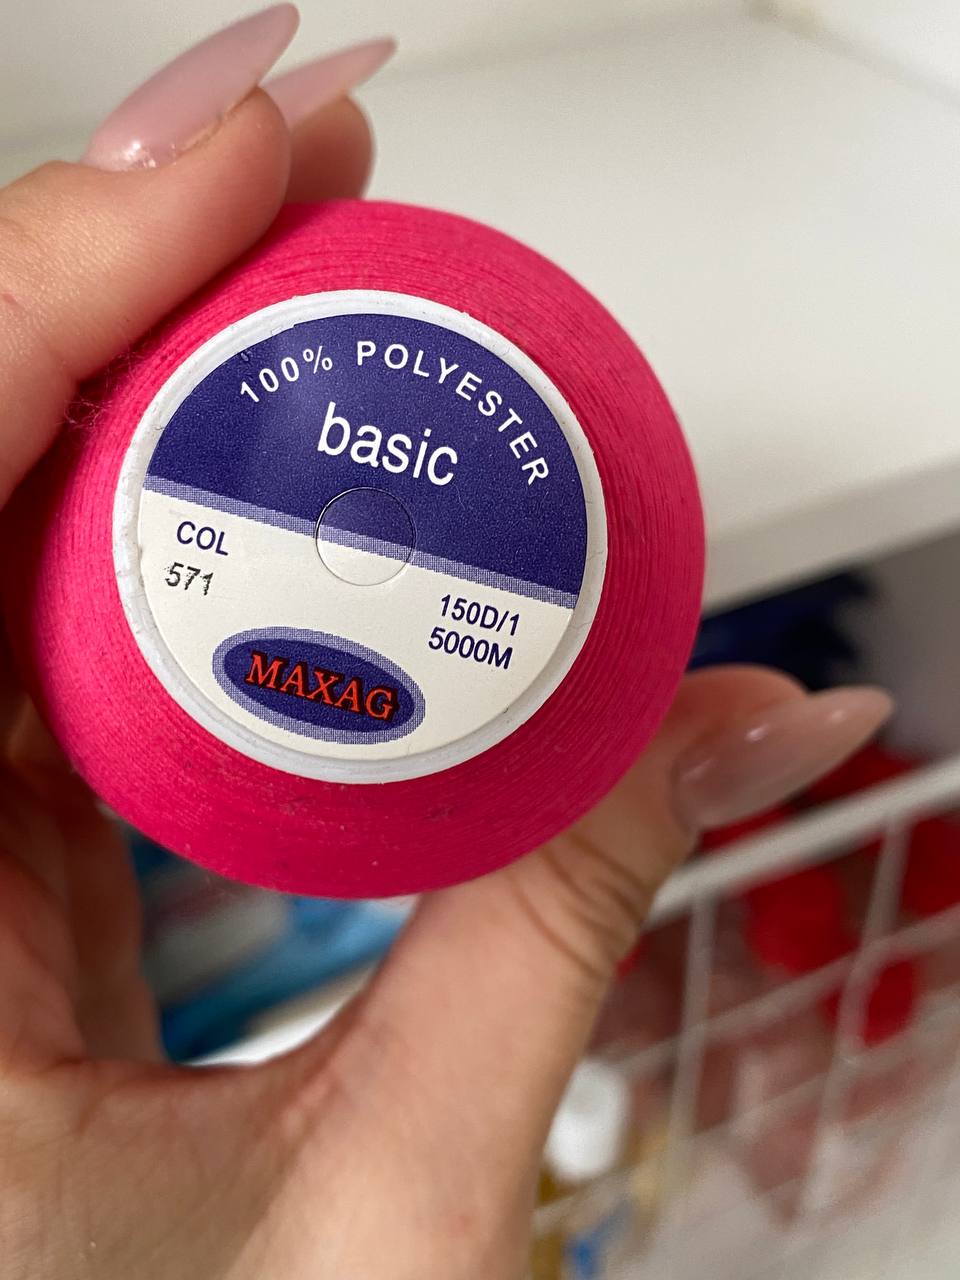 100% POLYESTER
basic
COL
571
150D/1
5000M
MAXAG